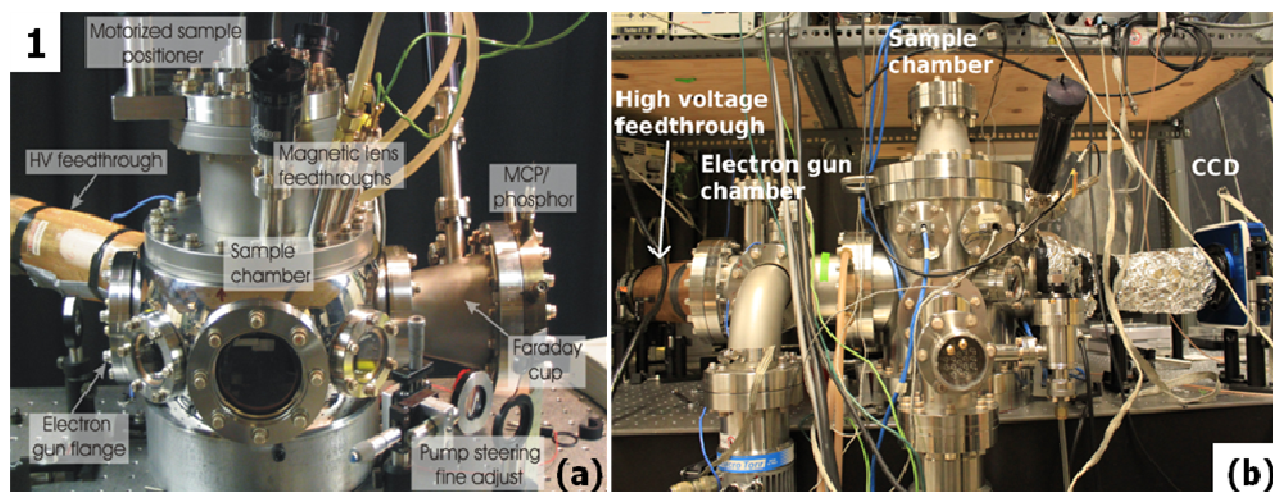 1
Motorized sample
positioner
HV feedthrough
Magnetic lens
feedthroughs
MCP/
phosphor
Sample
chamber
Faraday
cup
Electron
gun flange
Pump steering
fine adjust
(a)
Sample
chamber
High voltage
feedthrough
Electron gun
chamber
CCD
(b)